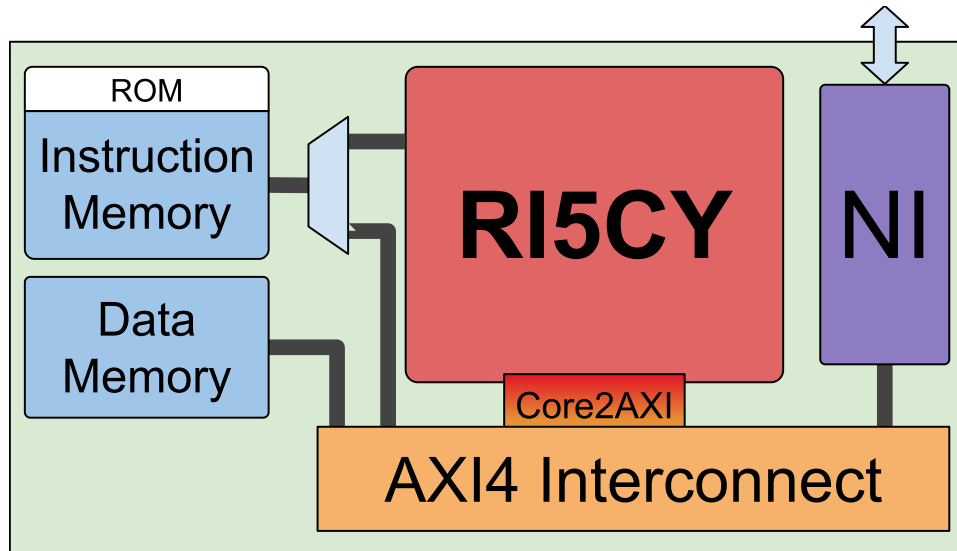 ROM
Instruction
Memory
Data
Memory
RI5CY
NI
Core2AXI
AXI4 Interconnect